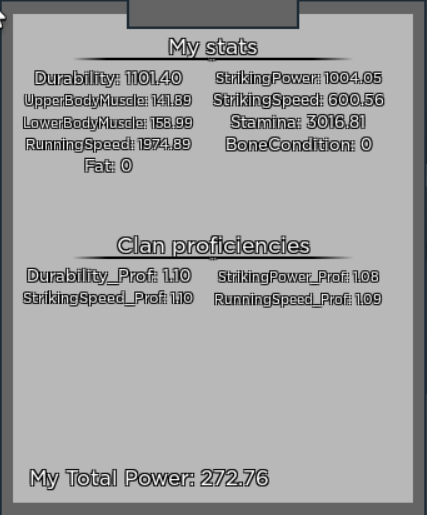 My stats
Durability: 1101.40
StrikingPower: 1004.05
UpperBodyMuscle: 141.89
StrikingSpeed: 600.56
LowerBodyMuscle: 158.99
Stamina: 3016.81
RunningSpeed: 1974.89
BoneCondition: 0
Fat: 0
Clan proficiencies
Durability_Prof: 1.10
StrikingPower_Prof: 1.08
StrikingSpeed_Prof: 1.10
RunningSpeed_Prof: 1.09
My Total Power: 272.76